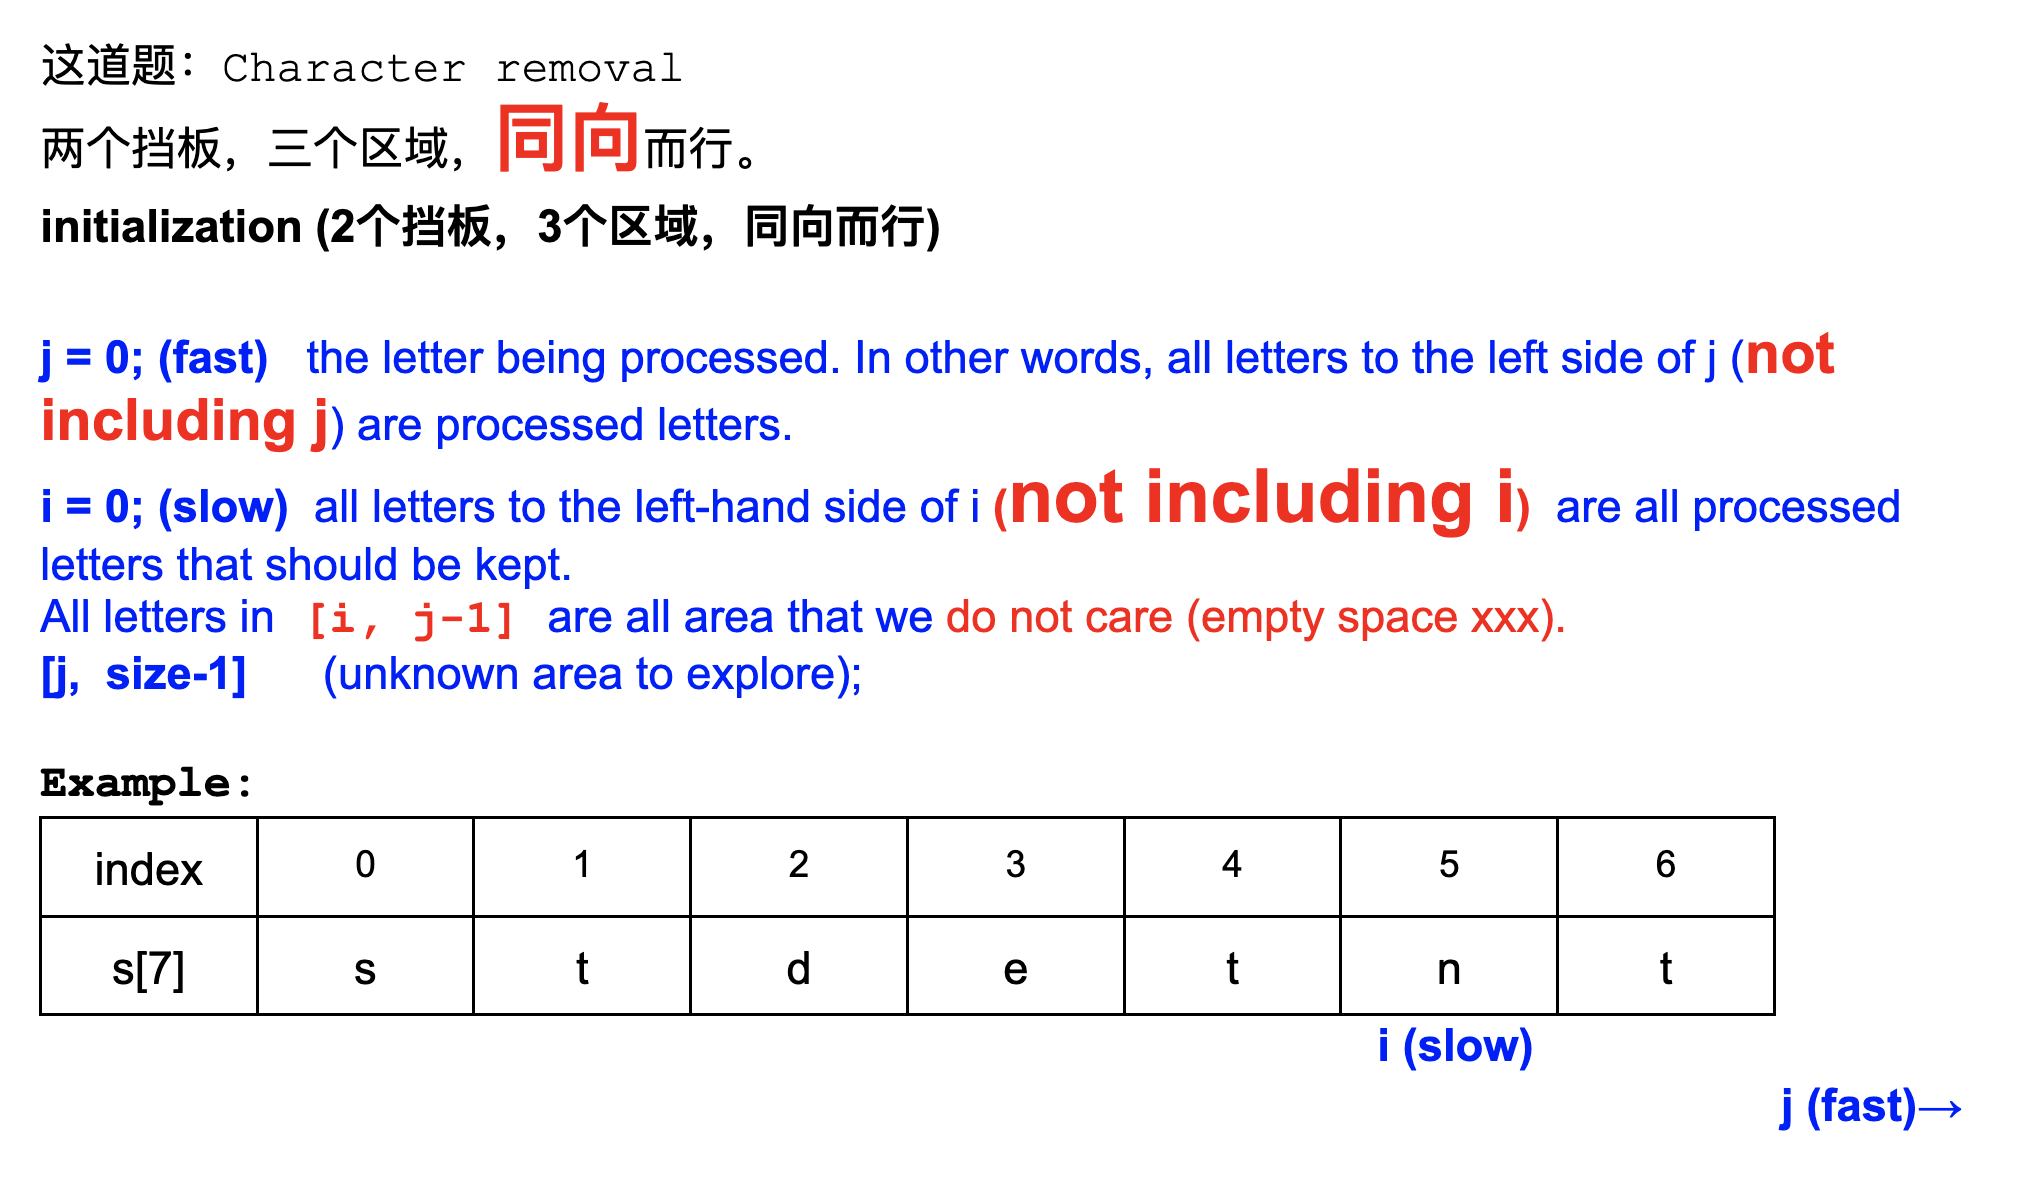 这道题：Character removal
两个挡板，三个区域，同向而行。
initialization (2个挡板，3个区域，同向而行)
j = 0; (fast) the letter being processed. In other words, all letters to the left side of j (not
including j) are processed letters.
i = 0; (slow) all letters to the left-hand side of i (not including i) are all processed
letters that should be kept.
All letters in [i, j-1] are all area that we do not care (empty space xxx).
[j, size-1] (unknown area to explore);
Example:
index 0 1 2 3 4 5 6
s[7] s t d e t n t
i (slow)
j (fast)→